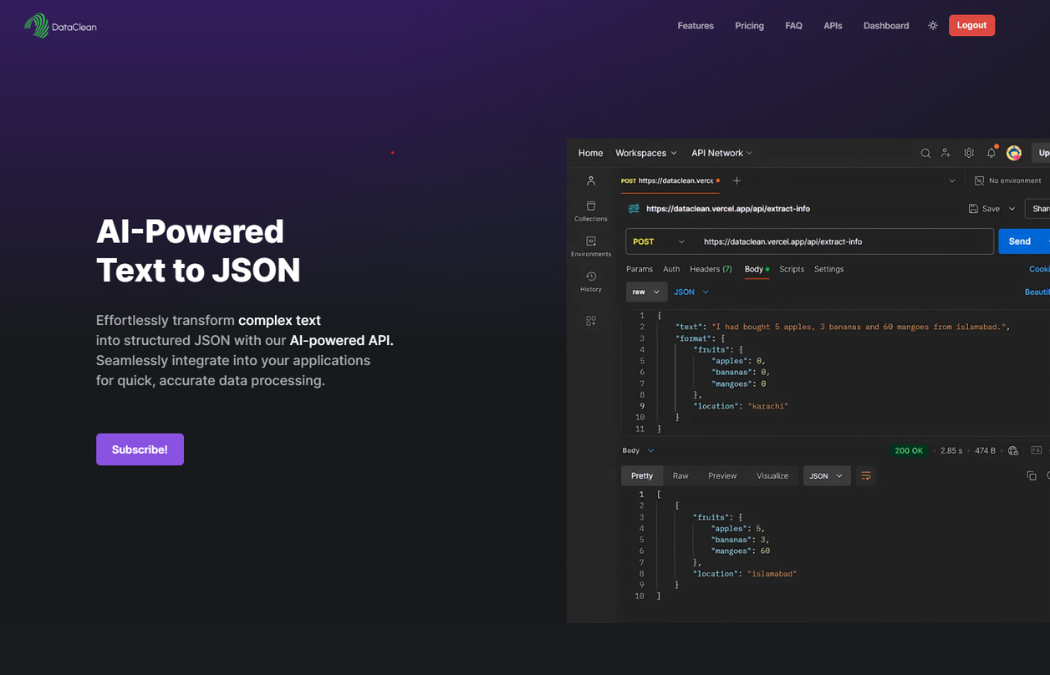 DataClean
Features Pricing FAQ APIs Dashboard Logout
AI-Powered
Text to JSON
Effortlessly transform complex text
into structured JSON with our AI-powered API.
Seamlessly integrate into your applications
for quick, accurate data processing.
Subscribe!
Home Workspaces API Network Up
POST https://dataclean.verce No environment
https://dataclean.vercel.app/api/extract-info Save Share
Collections
POST https://dataclean.vercel.app/api/extract-info Send
Environments
Params Auth Headers (7) Body Scripts Settings Cooki
History
raw JSON Beautif
1 {
2 "text": "I had bought 5 apples, 3 bananas and 60 mangoes from islamabad.",
3 "format": {
4 "fruits": {
5 "apples": 0,
6 "bananas": 0,
7 "mangoes": 0
8 },
9 "location": "karachi"
10 }
11 }
Body 200 OK 2.85 s 474 B
Pretty Raw Preview Visualize JSON
1 [
2 {
3 "fruits": {
4 "apples": 5,
5 "bananas": 3,
6 "mangoes": 60
7 },
8 "location": "islamabad"
9 }
10 ]